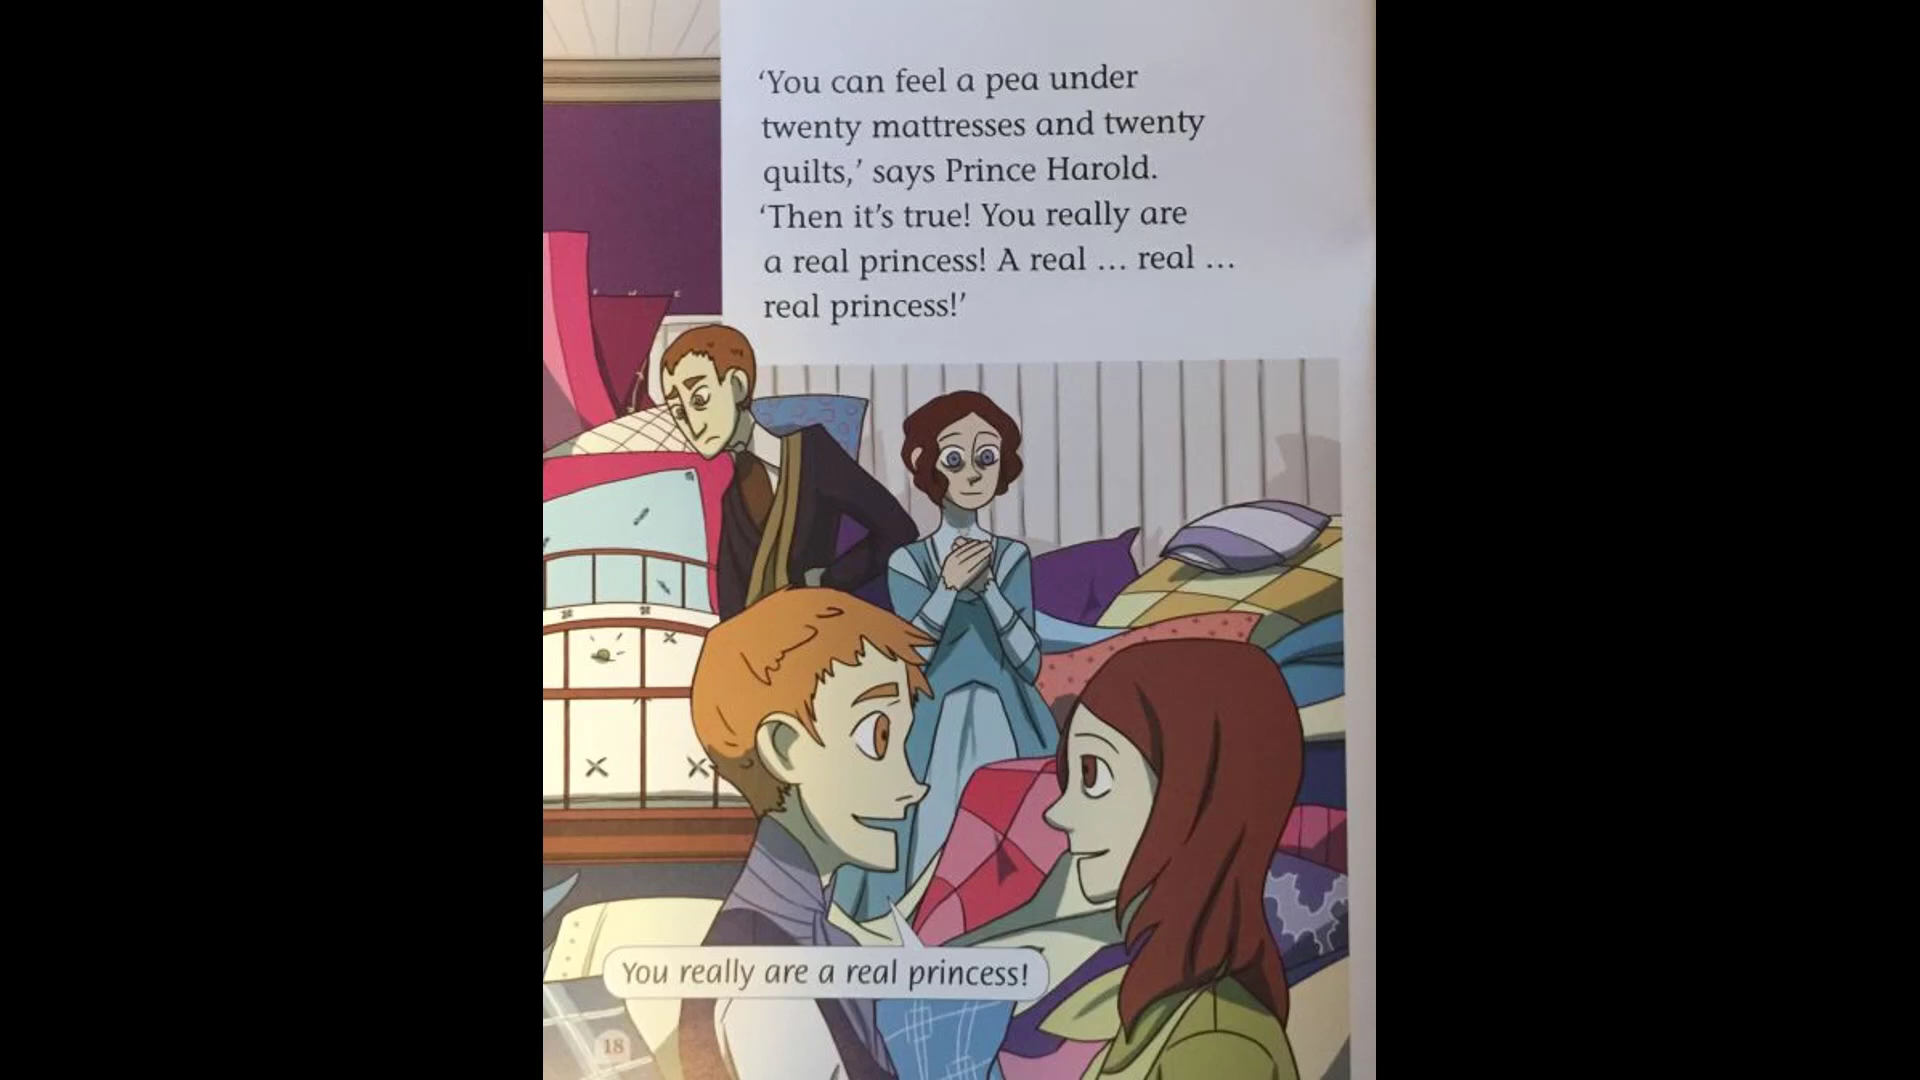 ‘You can feel a pea under
twenty mattresses and twenty
quilts,’ says Prince Harold.
‘Then it’s true! You really are
a real princess! A real … real …
real princess!’
You really are a real princess!
18